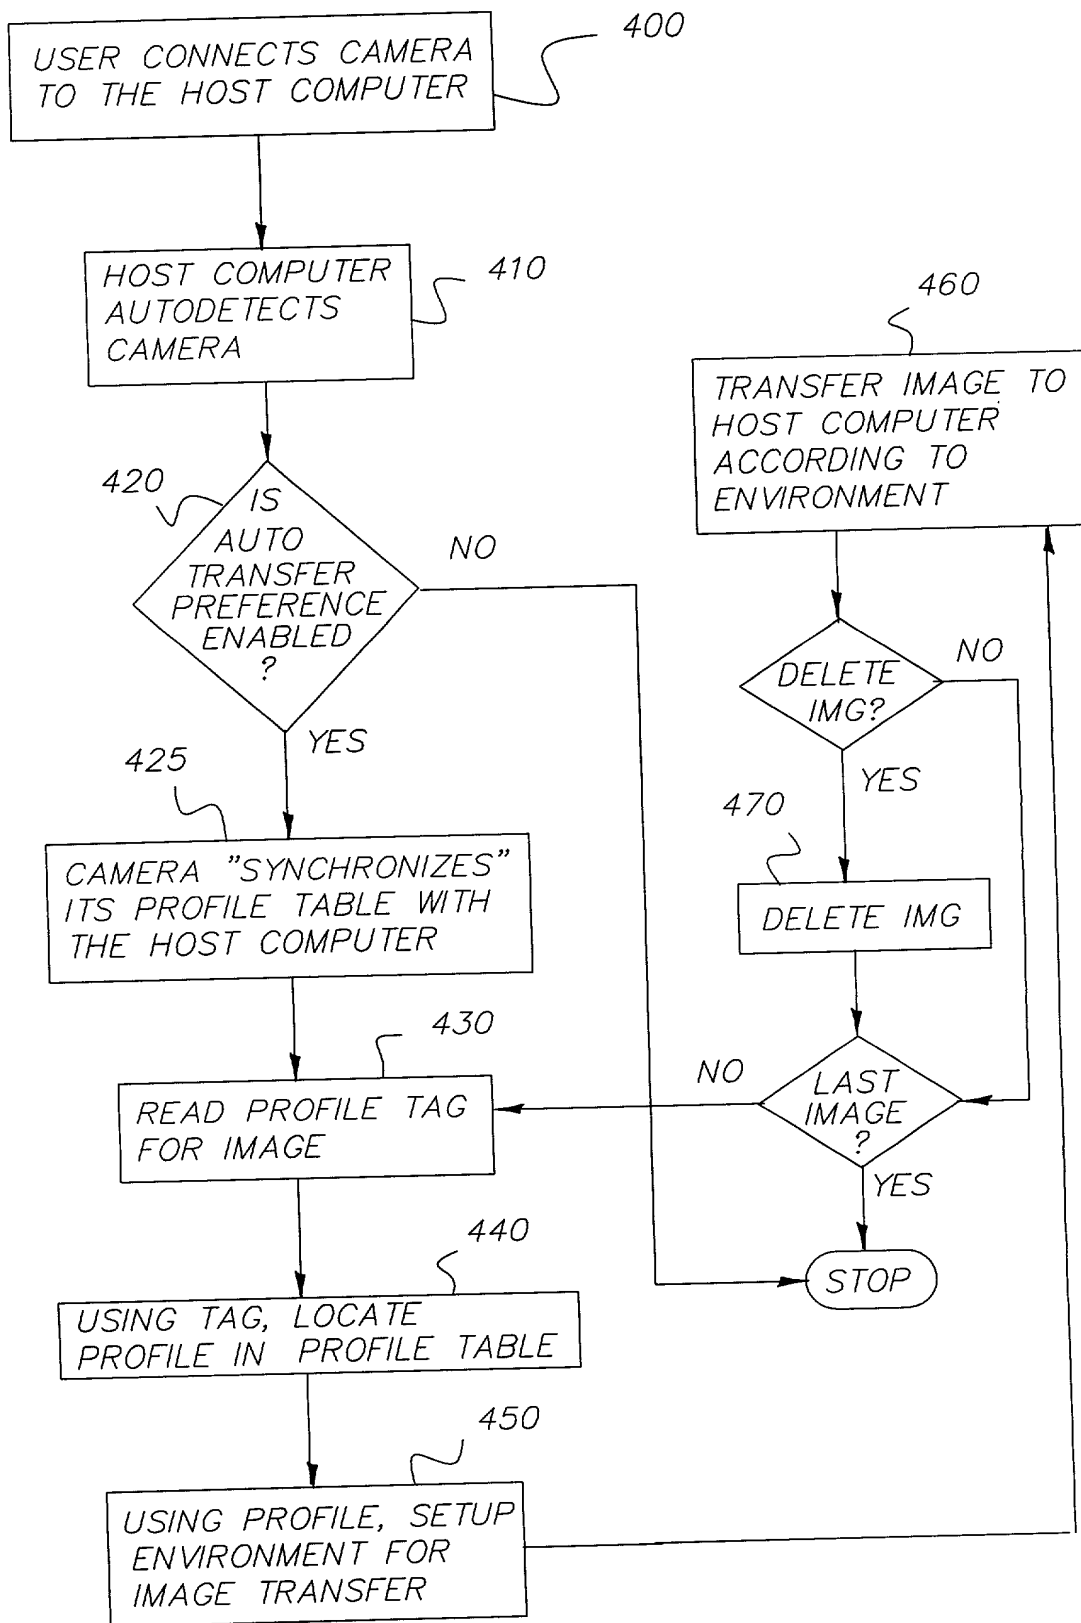 USER CONNECTS CAMERA
TO THE HOST COMPUTER
400
HOST COMPUTER
AUTODETECTS
CAMERA
410
420
IS
AUTO
TRANSFER
PREFERENCE
ENABLED
?
NO
YES
425
CAMERA "SYNCHRONIZES"
ITS PROFILE TABLE WITH
THE HOST COMPUTER
430
READ PROFILE TAG
FOR IMAGE
440
USING TAG, LOCATE
PROFILE IN PROFILE TABLE
450
USING PROFILE, SETUP
ENVIRONMENT FOR
IMAGE TRANSFER
460
TRANSFER IMAGE TO
HOST COMPUTER
ACCORDING TO
ENVIRONMENT
DELETE
IMG?
NO
YES
470
DELETE IMG
LAST
IMAGE
?
NO
YES
STOP